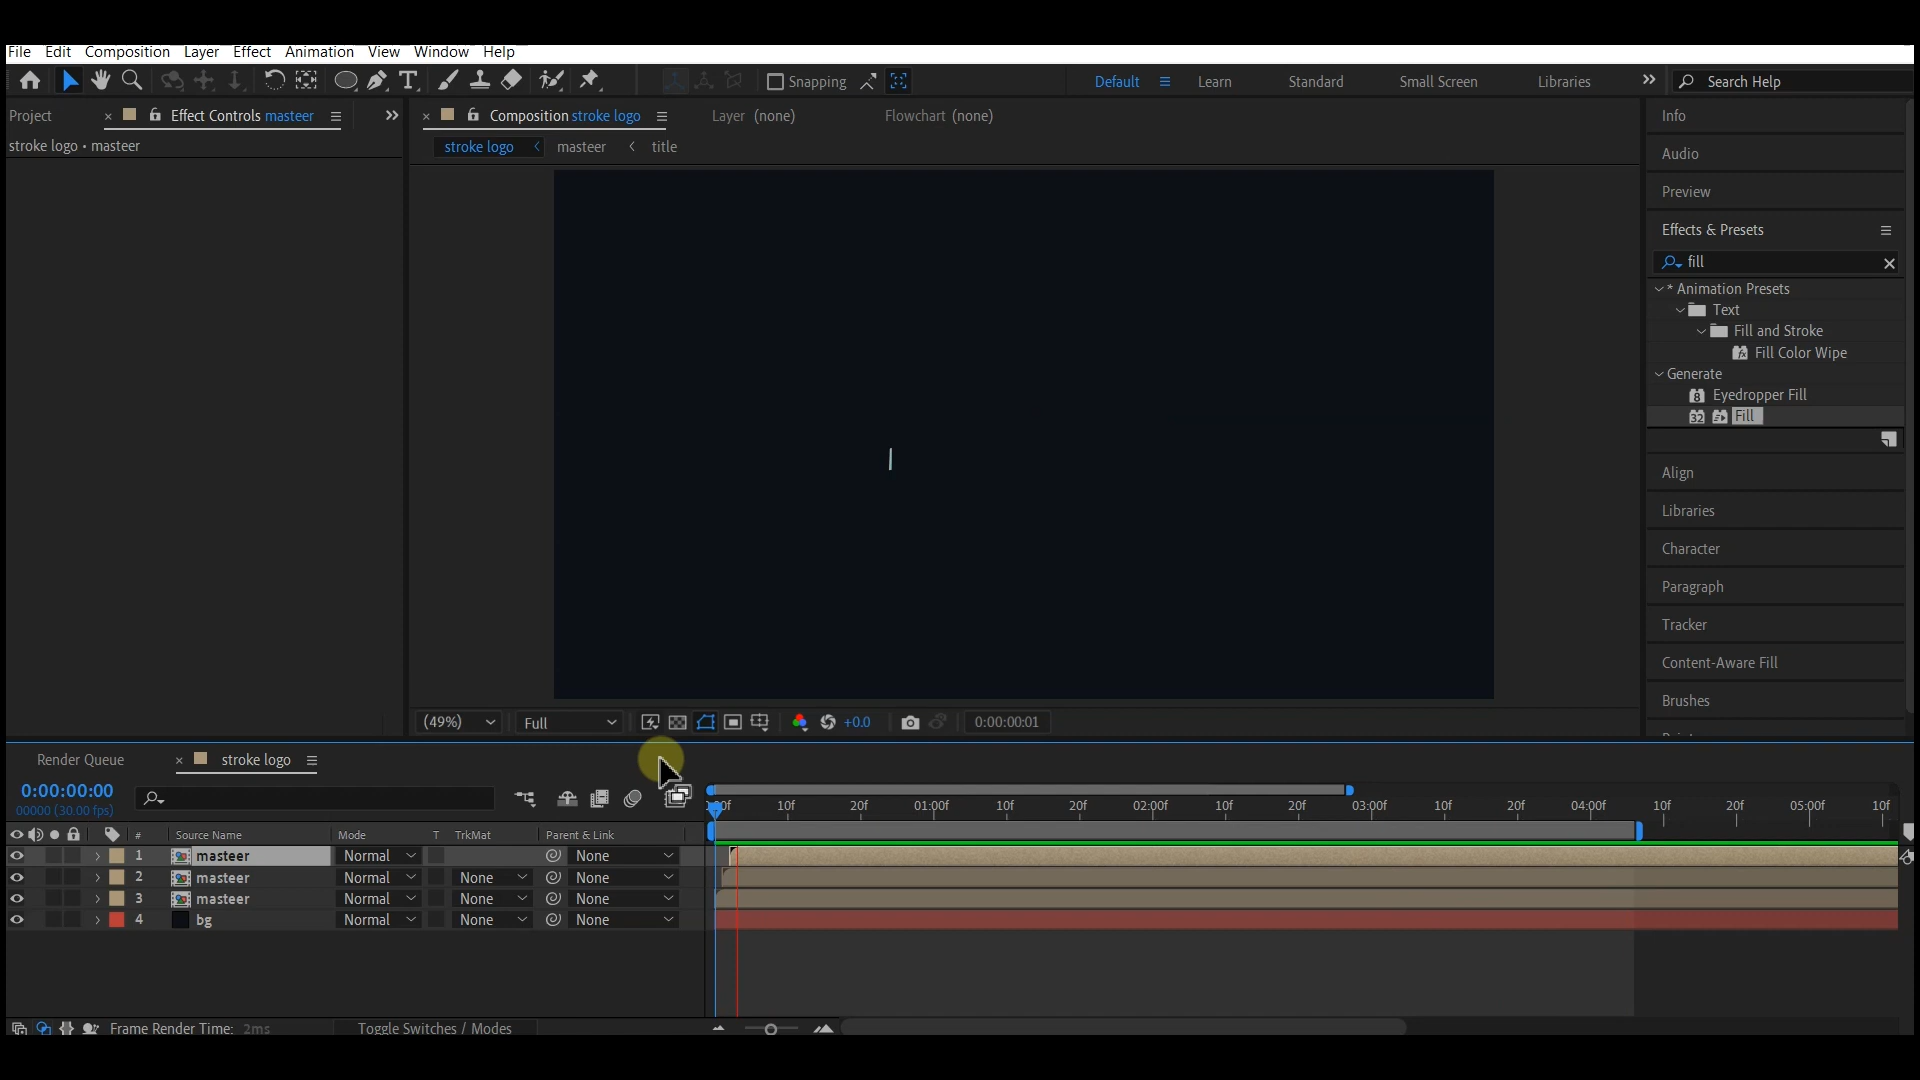 File Edit Composition Layer Effect Animation View Window Help
Snapping
Default Learn Standard Small Screen Libraries Search Help
Project Effect Controls masteer
Composition stroke logo Layer (none) Flowchart (none)
stroke logo • masteer
stroke logo masteer title
Info
Audio
Preview
Effects & Presets
fill
* Animation Presets
Text
Fill and Stroke
Fill Color Wipe
Generate
8 Eyedropper Fill
32 Fill
Align
Libraries
Character
Paragraph
Tracker
Content-Aware Fill
Brushes
(49%) Full +0.0 0:00:00:01
Render Queue stroke logo
0:00:00:00
00000 (30.00 fps)
10f 20f 01:00f 10f 20f 02:00f 10f 20f 03:00f 10f 20f 04:00f 10f 20f 05:00f 10f
# Source Name Mode T TrkMat Parent & Link
1 masteer Normal None
2 masteer Normal None None
3 masteer Normal None None
4 bg Normal None None
Frame Render Time: 2ms Toggle Switches / Modes